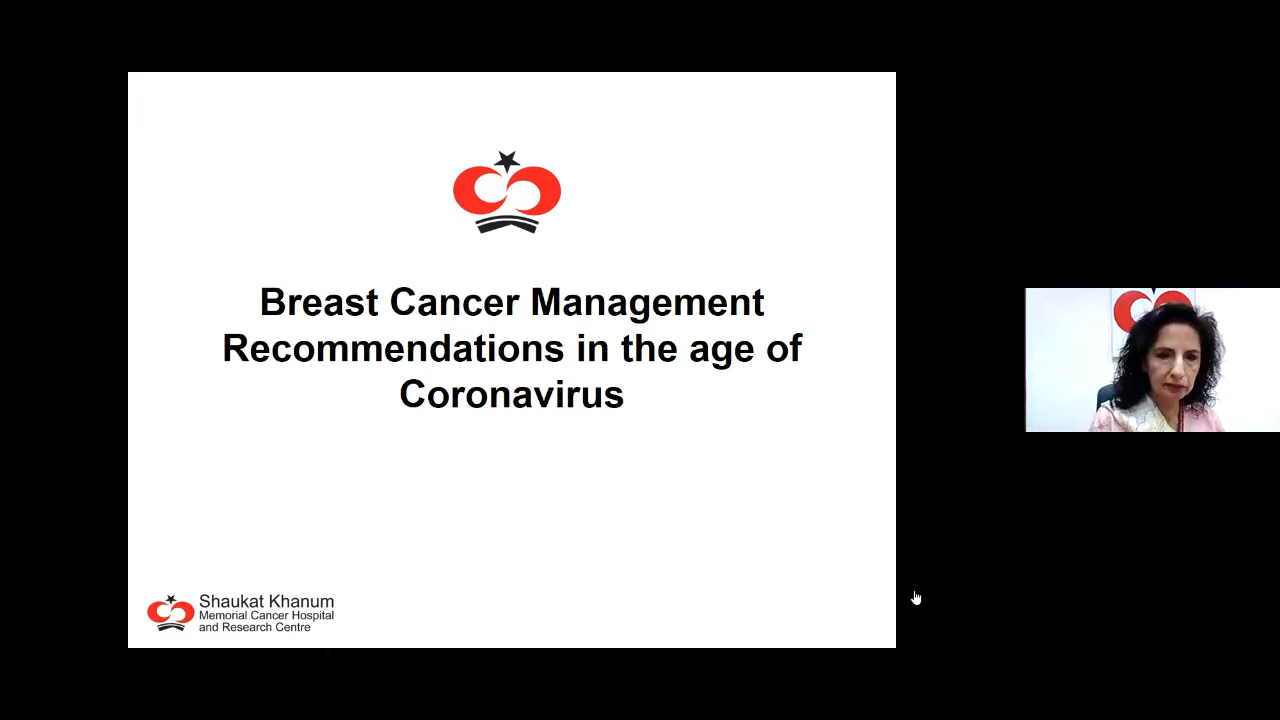 Breast Cancer Management
Recommendations in the age of
Coronavirus
Shaukat Khanum
Memorial Cancer Hospital
and Research Centre